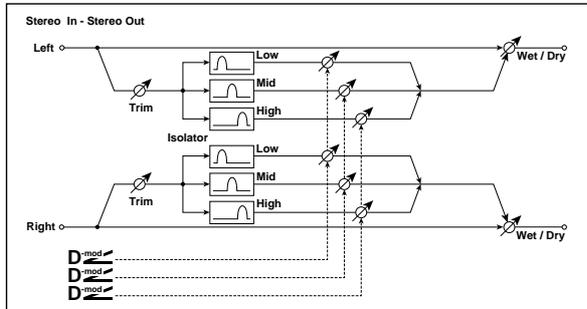 Stereo In - Stereo Out
Left
Wet / Dry
Low
Mid
High
Trim
Isolator
Low
Mid
High
Trim
Right
Wet / Dry
D-mod
D-mod
D-mod